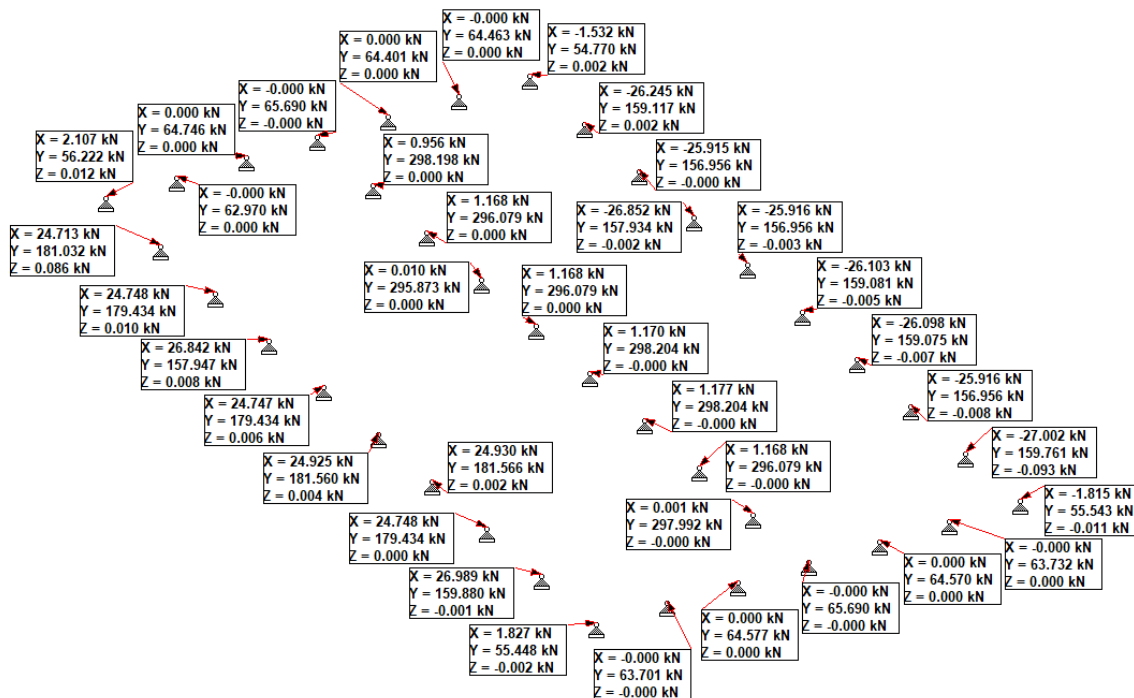 X = -0.000 kN
Y = 64.463 kN
Z = 0.000 kN
X = -1.532 kN
Y = 54.770 kN
Z = 0.002 kN
X = 0.000 kN
Y = 64.401 kN
Z = 0.000 kN
X = -0.000 kN
Y = 65.690 kN
Z = -0.000 kN
X = -26.245 kN
Y = 159.117 kN
Z = 0.002 kN
X = 0.000 kN
Y = 64.746 kN
Z = 0.000 kN
X = 2.107 kN
Y = 56.222 kN
Z = 0.012 kN
X = 0.956 kN
Y = 298.198 kN
Z = 0.000 kN
X = -25.915 kN
Y = 156.956 kN
Z = -0.000 kN
X = -0.000 kN
Y = 62.970 kN
Z = 0.000 kN
X = 1.168 kN
Y = 296.079 kN
Z = 0.000 kN
X = -26.852 kN
Y = 157.934 kN
Z = -0.002 kN
X = -25.916 kN
Y = 156.956 kN
Z = -0.003 kN
X = 24.713 kN
Y = 181.032 kN
Z = 0.086 kN
X = 0.010 kN
Y = 295.873 kN
Z = 0.000 kN
X = 1.168 kN
Y = 296.079 kN
Z = 0.000 kN
X = -26.103 kN
Y = 159.081 kN
Z = -0.005 kN
X = 24.748 kN
Y = 179.434 kN
Z = 0.010 kN
X = 1.170 kN
Y = 298.204 kN
Z = -0.000 kN
X = -26.098 kN
Y = 159.075 kN
Z = -0.007 kN
X = 26.842 kN
Y = 157.947 kN
Z = 0.008 kN
X = 24.747 kN
Y = 179.434 kN
Z = 0.006 kN
X = 1.177 kN
Y = 298.204 kN
Z = -0.000 kN
X = -25.916 kN
Y = 156.956 kN
Z = -0.008 kN
X = 24.925 kN
Y = 181.560 kN
Z = 0.004 kN
X = 24.930 kN
Y = 181.566 kN
Z = 0.002 kN
X = 1.168 kN
Y = 296.079 kN
Z = -0.000 kN
X = -27.002 kN
Y = 159.761 kN
Z = -0.093 kN
X = 24.748 kN
Y = 179.434 kN
Z = 0.000 kN
X = 0.001 kN
Y = 297.992 kN
Z = -0.000 kN
X = -1.815 kN
Y = 55.543 kN
Z = -0.011 kN
X = 26.989 kN
Y = 159.880 kN
Z = -0.001 kN
X = -0.000 kN
Y = 63.732 kN
Z = 0.000 kN
X = 0.000 kN
Y = 64.570 kN
Z = 0.000 kN
X = -0.000 kN
Y = 65.690 kN
Z = -0.000 kN
X = 0.000 kN
Y = 64.577 kN
Z = 0.000 kN
X = 1.827 kN
Y = 55.448 kN
Z = -0.002 kN
X = -0.000 kN
Y = 63.701 kN
Z = -0.000 kN